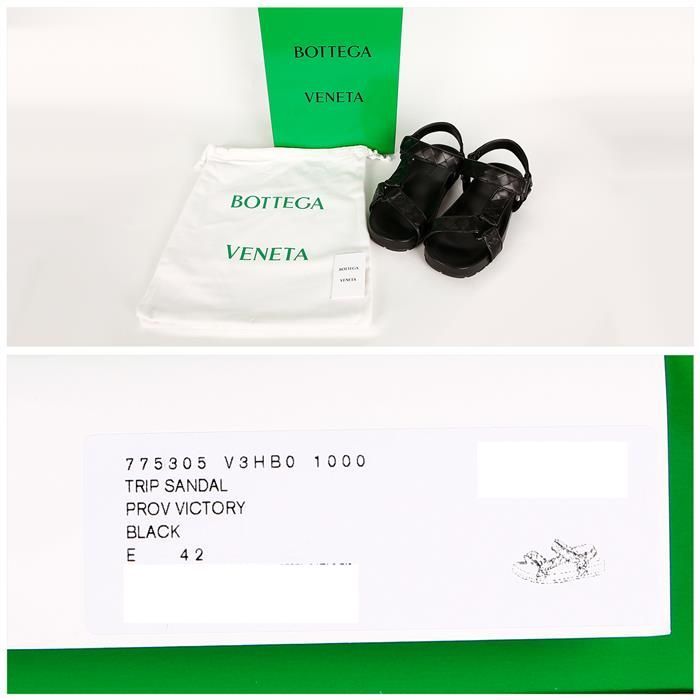 BOTTEGA
VENETA
BOTTEGA
VENETA
BOTTEGA
VENETA
775305 V3HB0 1000
TRIP SANDAL
PROV VICTORY
BLACK
E 42